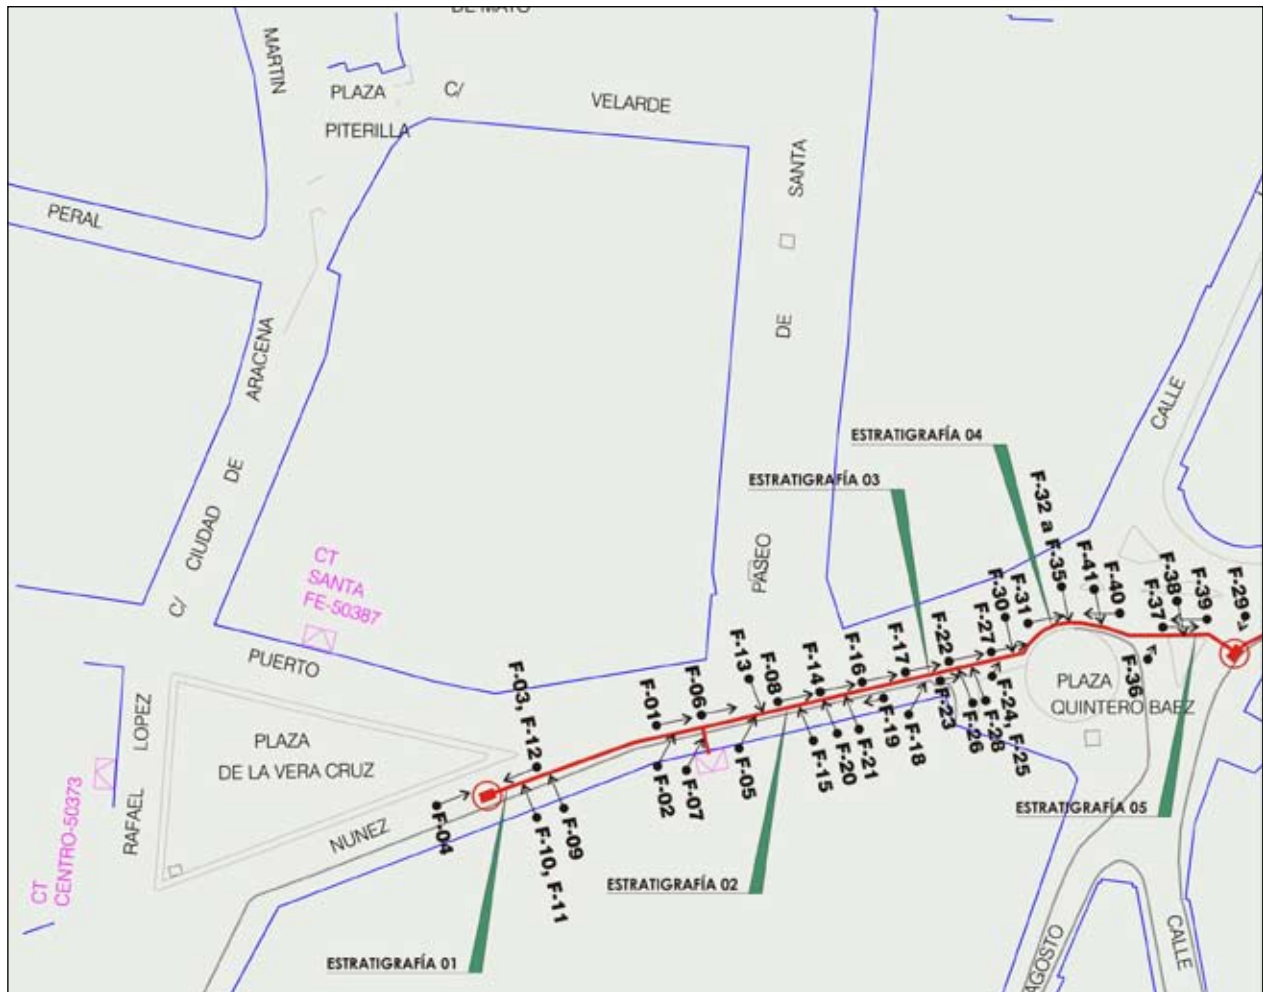 DE MAYO
MARTIN
PLAZA
PITERILLA
C/
VELARDE
SANTA
DE
PASEO
PERAL
ARACENA
DE
CIUDAD
C/
CT
SANTA
FE-50387
PUERTO
LOPEZ
RAFAEL
CT
CENTRO-50373
PLAZA
DE LA VERA CRUZ
NUNEZ
CALLE
ESTRATIGRAFÍA 04
ESTRATIGRAFÍA 03
F-32 a F-35
F-41
F-40
F-38
F-37
F-39
F-29
F-30
F-31
F-27
F-22
F-17
F-16
F-14
F-08
F-13
F-06
F-01
F-03, F-12
F-04
F-09
F-10, F-11
F-02
F-07
F-05
F-15
F-20
F-21
F-19
F-18
F-23
F-26
F-28
F-24, F-25
F-36
PLAZA
QUINTERO BAEZ
ESTRATIGRAFÍA 05
ESTRATIGRAFÍA 02
ESTRATIGRAFÍA 01
AGOSTO
CALLE